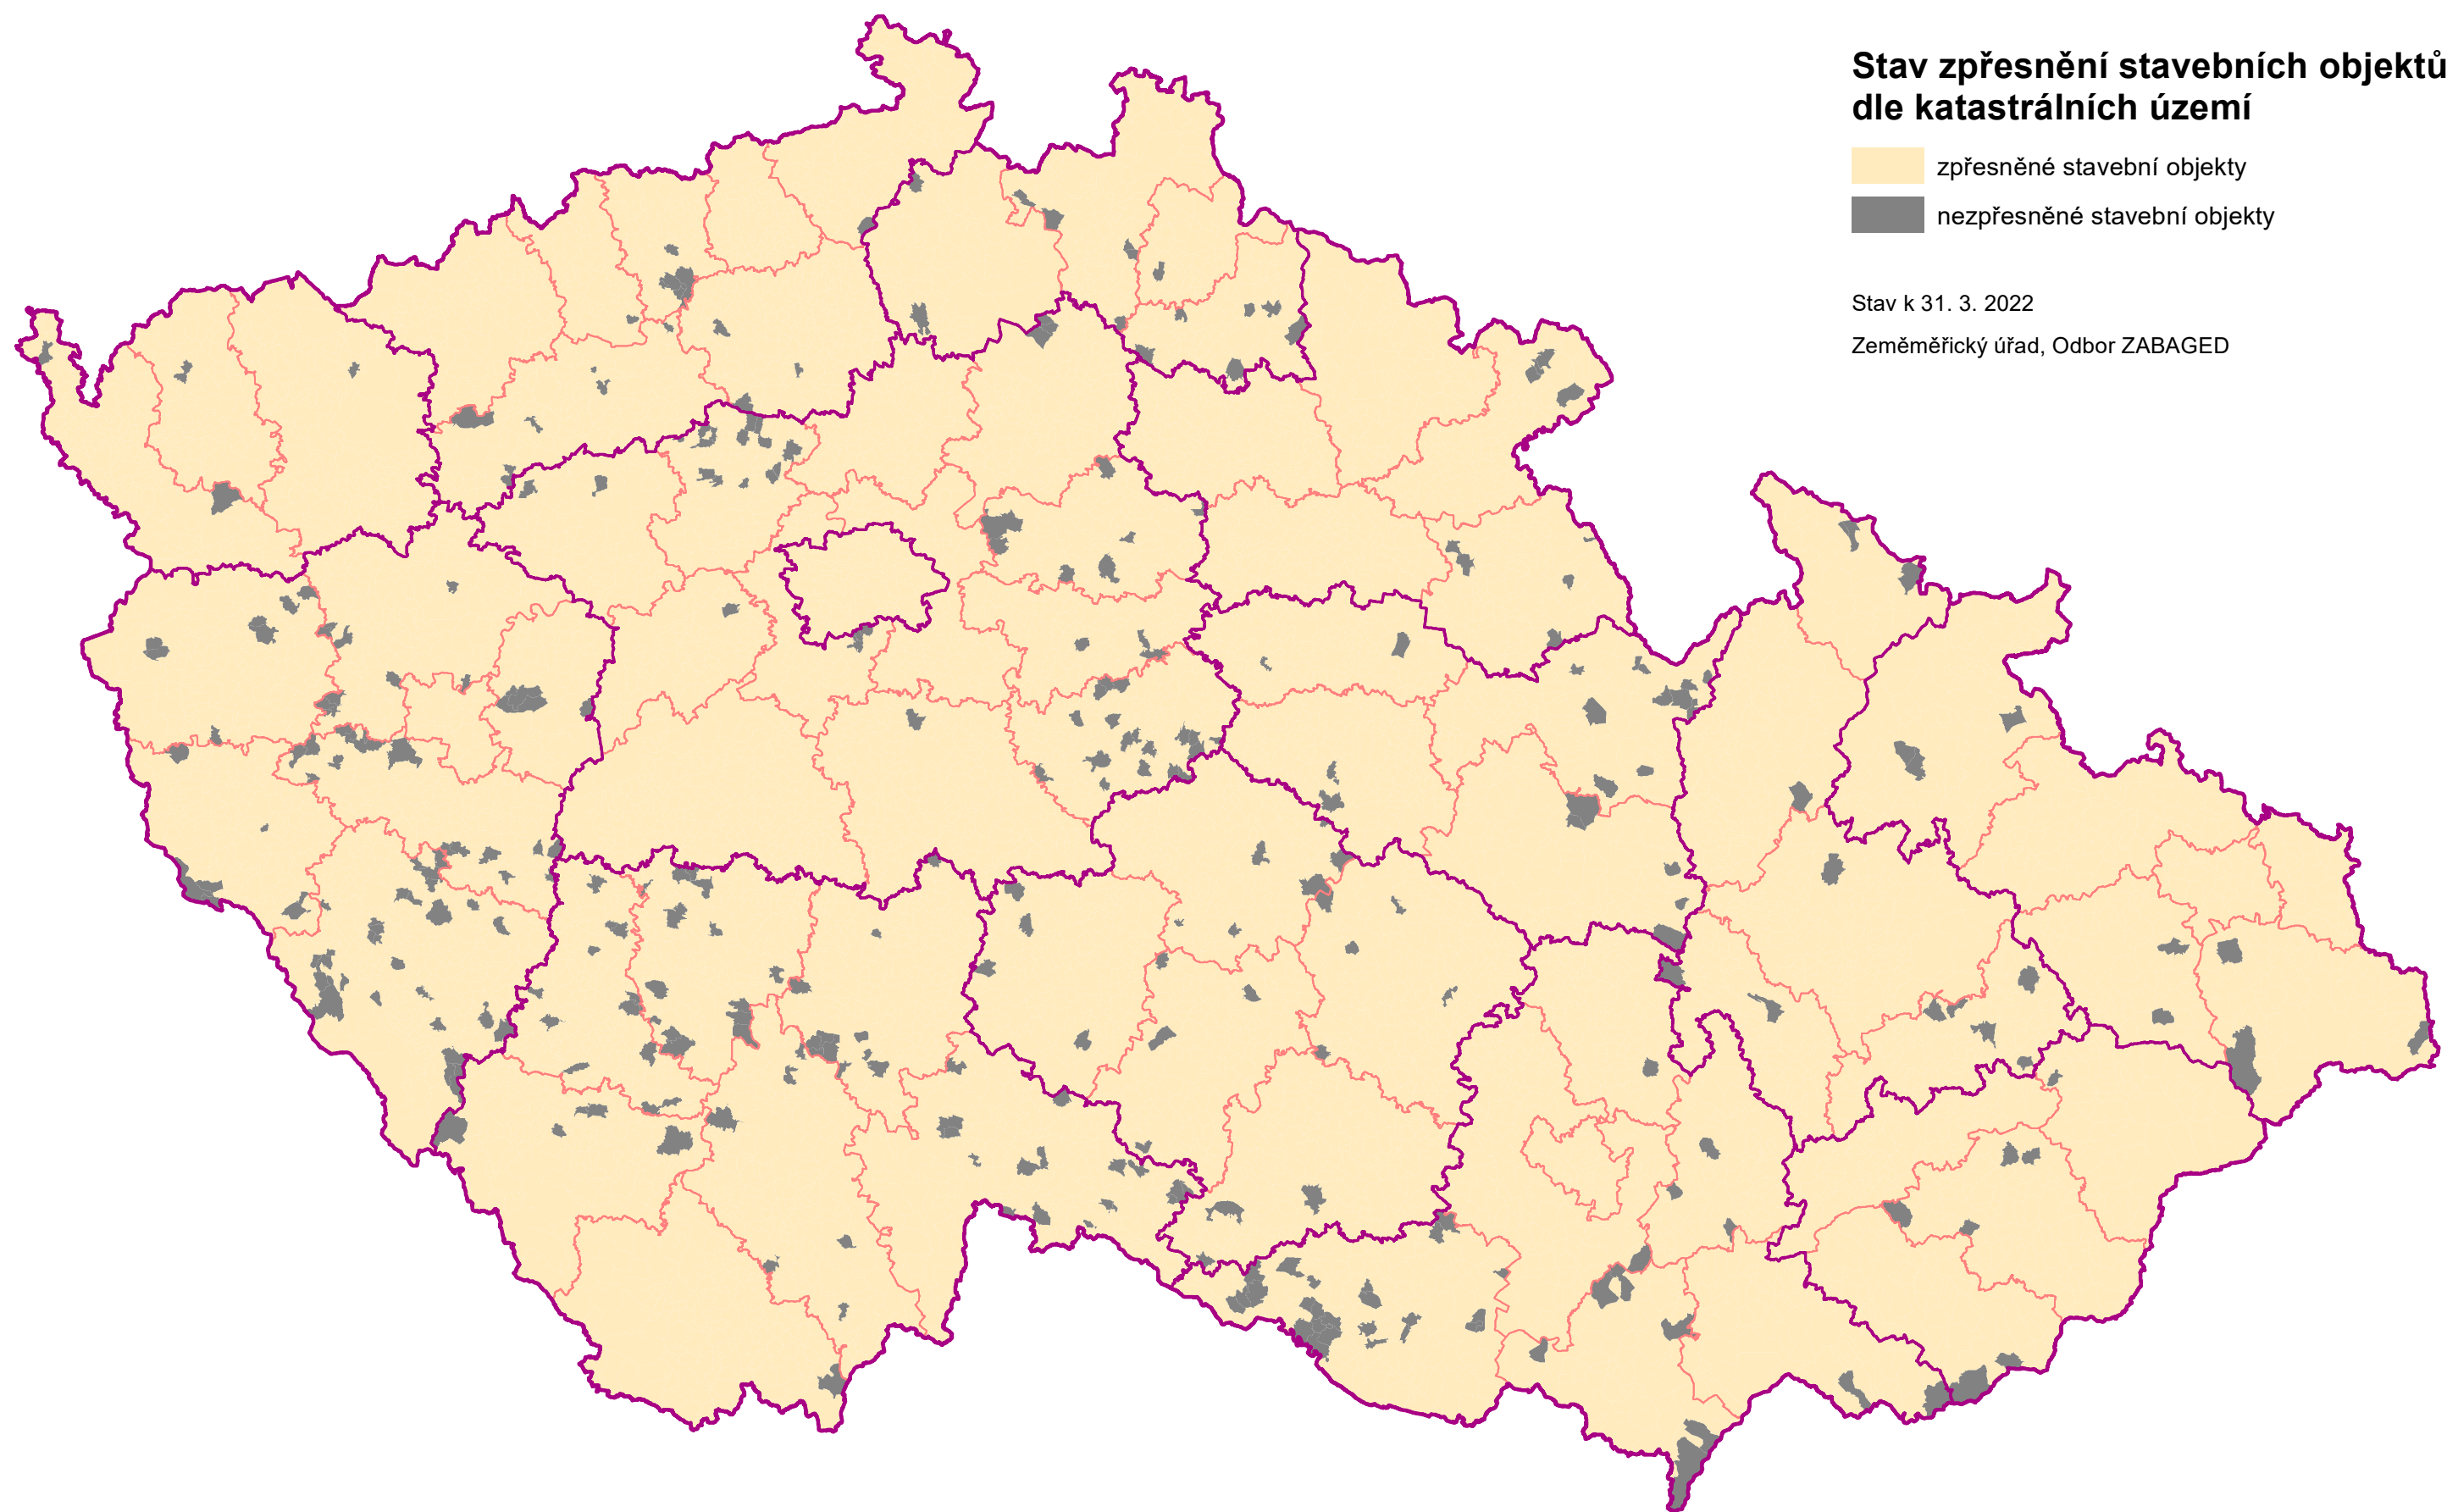 Stav zpřesnění stavebních objektů
dle katastrálních území
zpřesněné stavební objekty
nezpřesněné stavební objekty
Stav k 31. 3. 2022
Zeměměřický úřad, Odbor ZABAGED